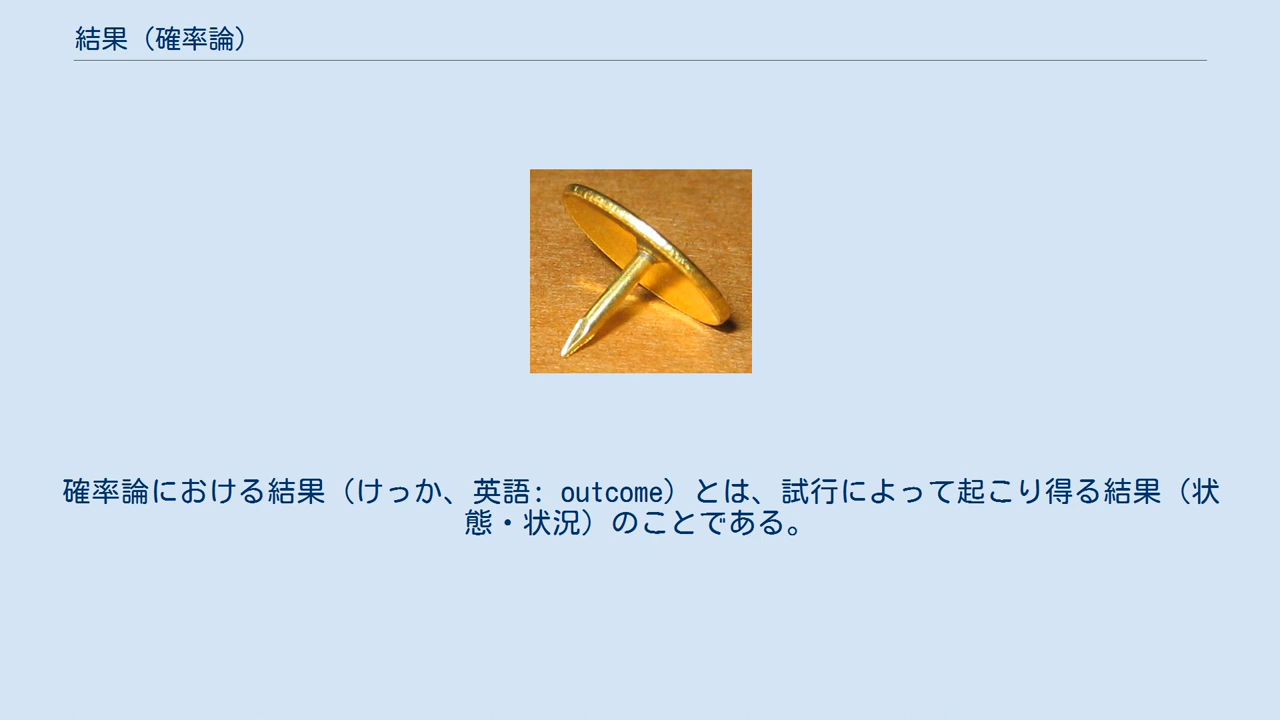 結果（確率論）
確率論における結果（けっか、英語: outcome）とは、試行によって起こり得る結果（状
態・状況）のことである。